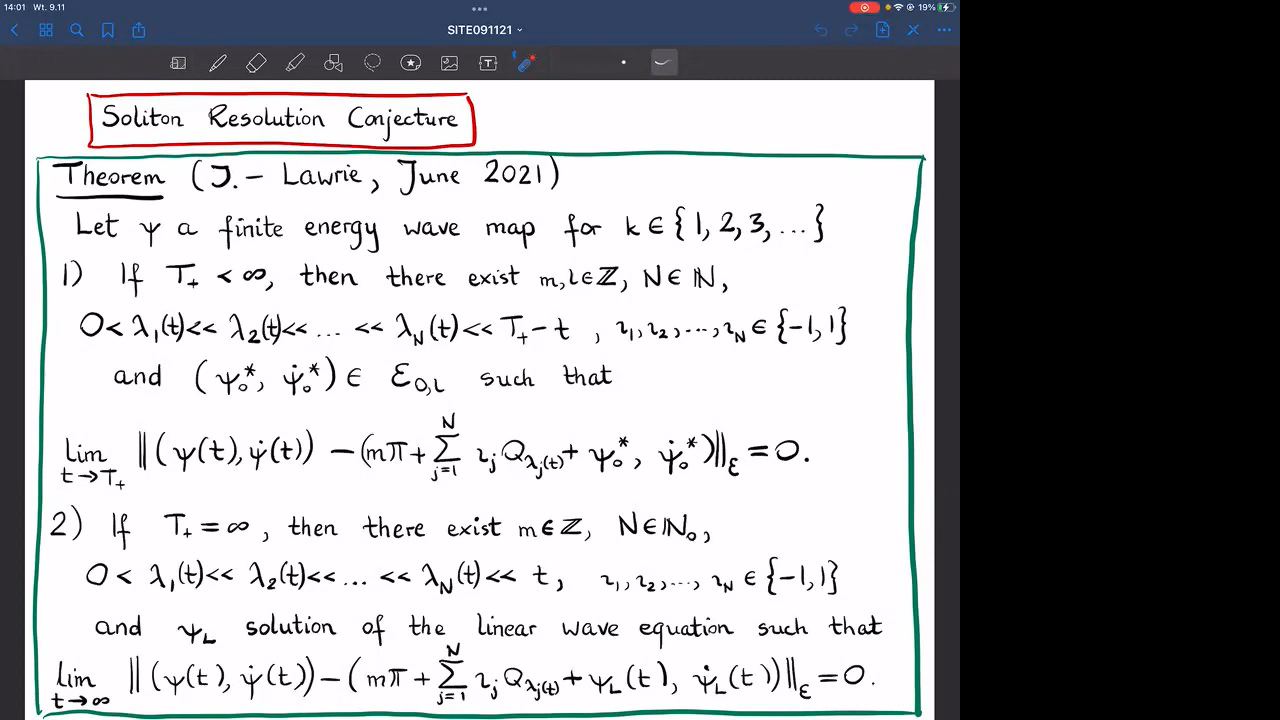 14:01 Wt. 9.11
19%
SITE091121
Soliton Resolution Conjecture
Theorem (J.- Lawrie, June 2021)
Let ψ a finite energy wave map for k ∈ {1, 2, 3, ...}
1) If T₊ < ∞, then there exist m, l ∈ ℤ, N ∈ ℕ,
0 < λ₁(t) << λ₂(t) << ... << λ_N(t) << T₊ - t, ι₁, ι₂, ..., ι_N ∈ {-1, 1}
and (ψ₀*, ψ̇₀*) ∈ ℰ_{0,l} such that
lim_{t→T₊} ‖(ψ(t), ψ̇(t)) - (mπ + ∑_{j=1}^{N} ι_j Q_{λ_j(t)} + ψ₀*, ψ̇₀*)‖_ℰ = 0.
2) If T₊ = ∞, then there exist m ∈ ℤ, N ∈ ℕ₀,
0 < λ₁(t) << λ₂(t) << ... << λ_N(t) << t, ι₁, ι₂, ..., ι_N ∈ {-1, 1}
and ψ_L solution of the linear wave equation such that
lim_{t→∞} ‖(ψ(t), ψ̇(t)) - (mπ + ∑_{j=1}^{N} ι_j Q_{λ_j(t)} + ψ_L(t), ψ̇_L(t))‖_ℰ = 0.